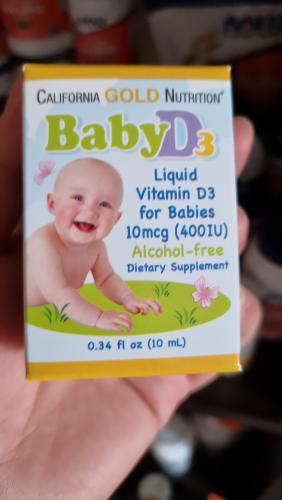 CALIFORNIA GOLD NUTRITION®
BabyD3
Liquid
Vitamin D3
for Babies
10mcg (400IU)
Alcohol-free
Dietary Supplement
0.34 fl oz (10 mL)
now